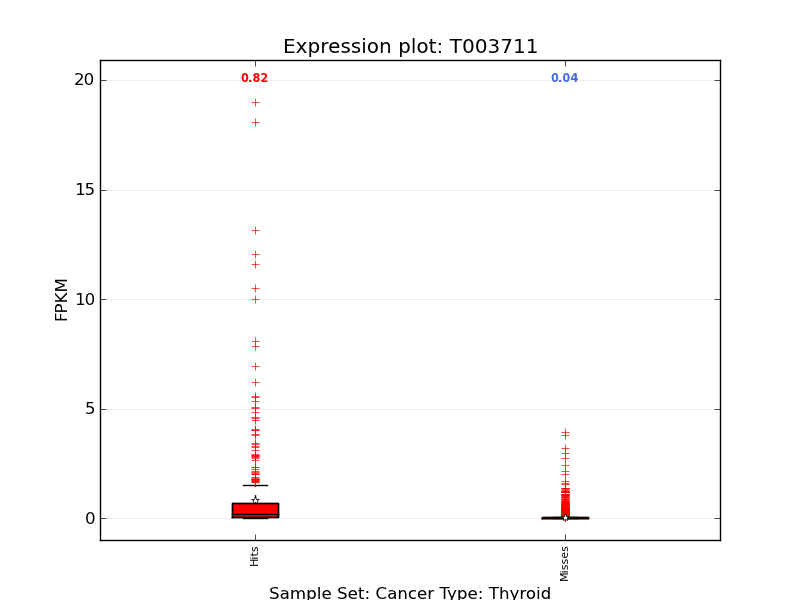 Expression plot: T003711
0.82
0.04
20
15
10
5
0
FPKM
Hits
Misses
Sample Set: Cancer Type: Thyroid